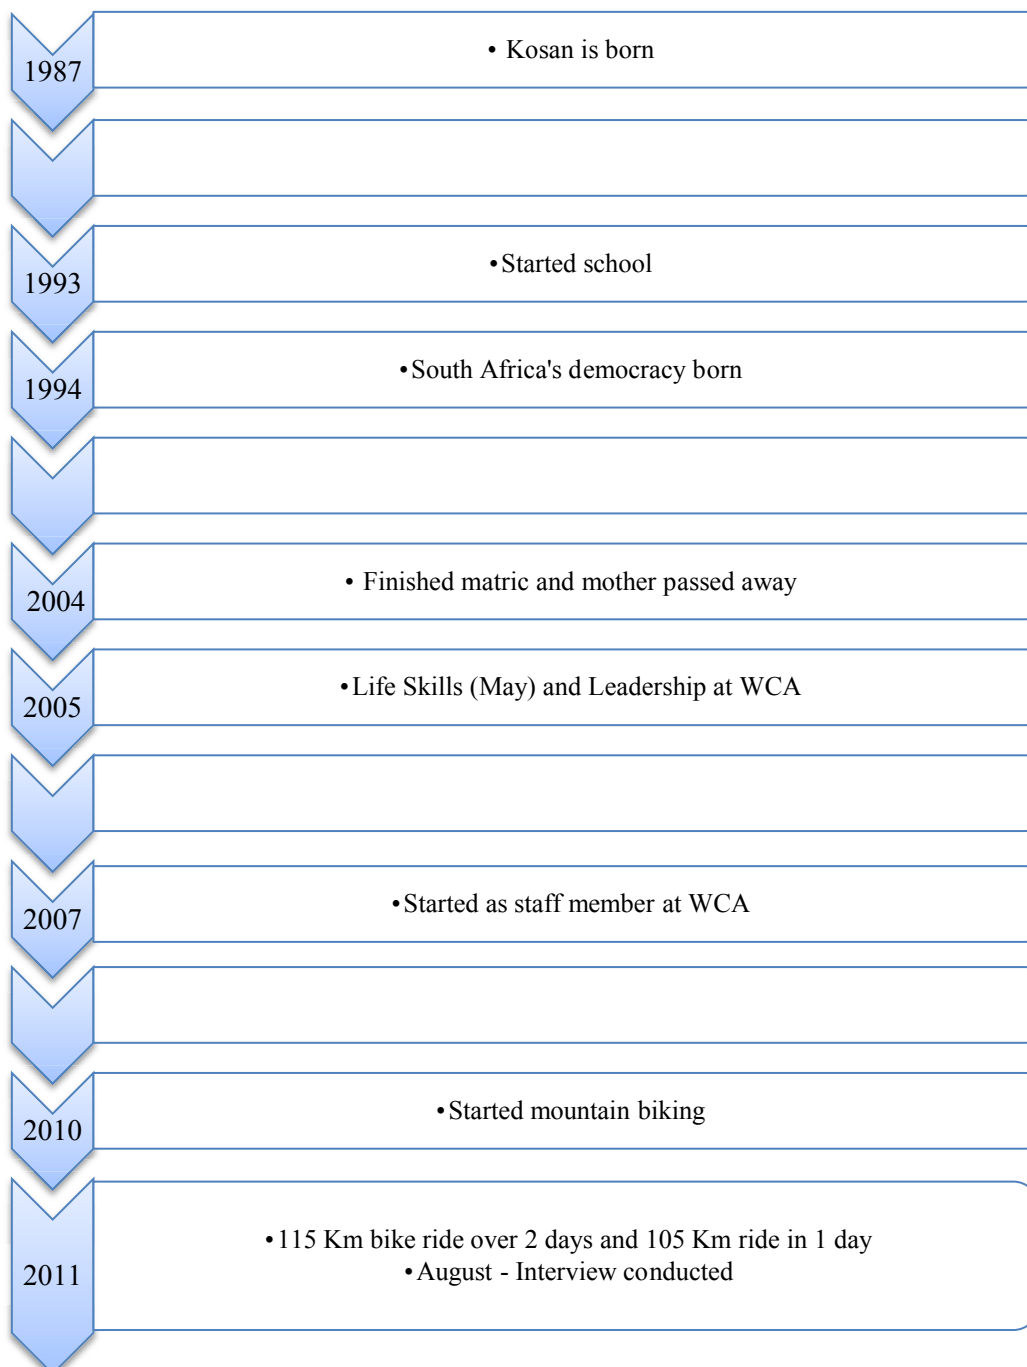 1987
• Kosan is born
1993
•Started school
1994
•South Africa's democracy born
2004
• Finished matric and mother passed away
2005
•Life Skills (May) and Leadership at WCA
2007
•Started as staff member at WCA
2010
•Started mountain biking
2011
•115 Km bike ride over 2 days and 105 Km ride in 1 day
•August - Interview conducted